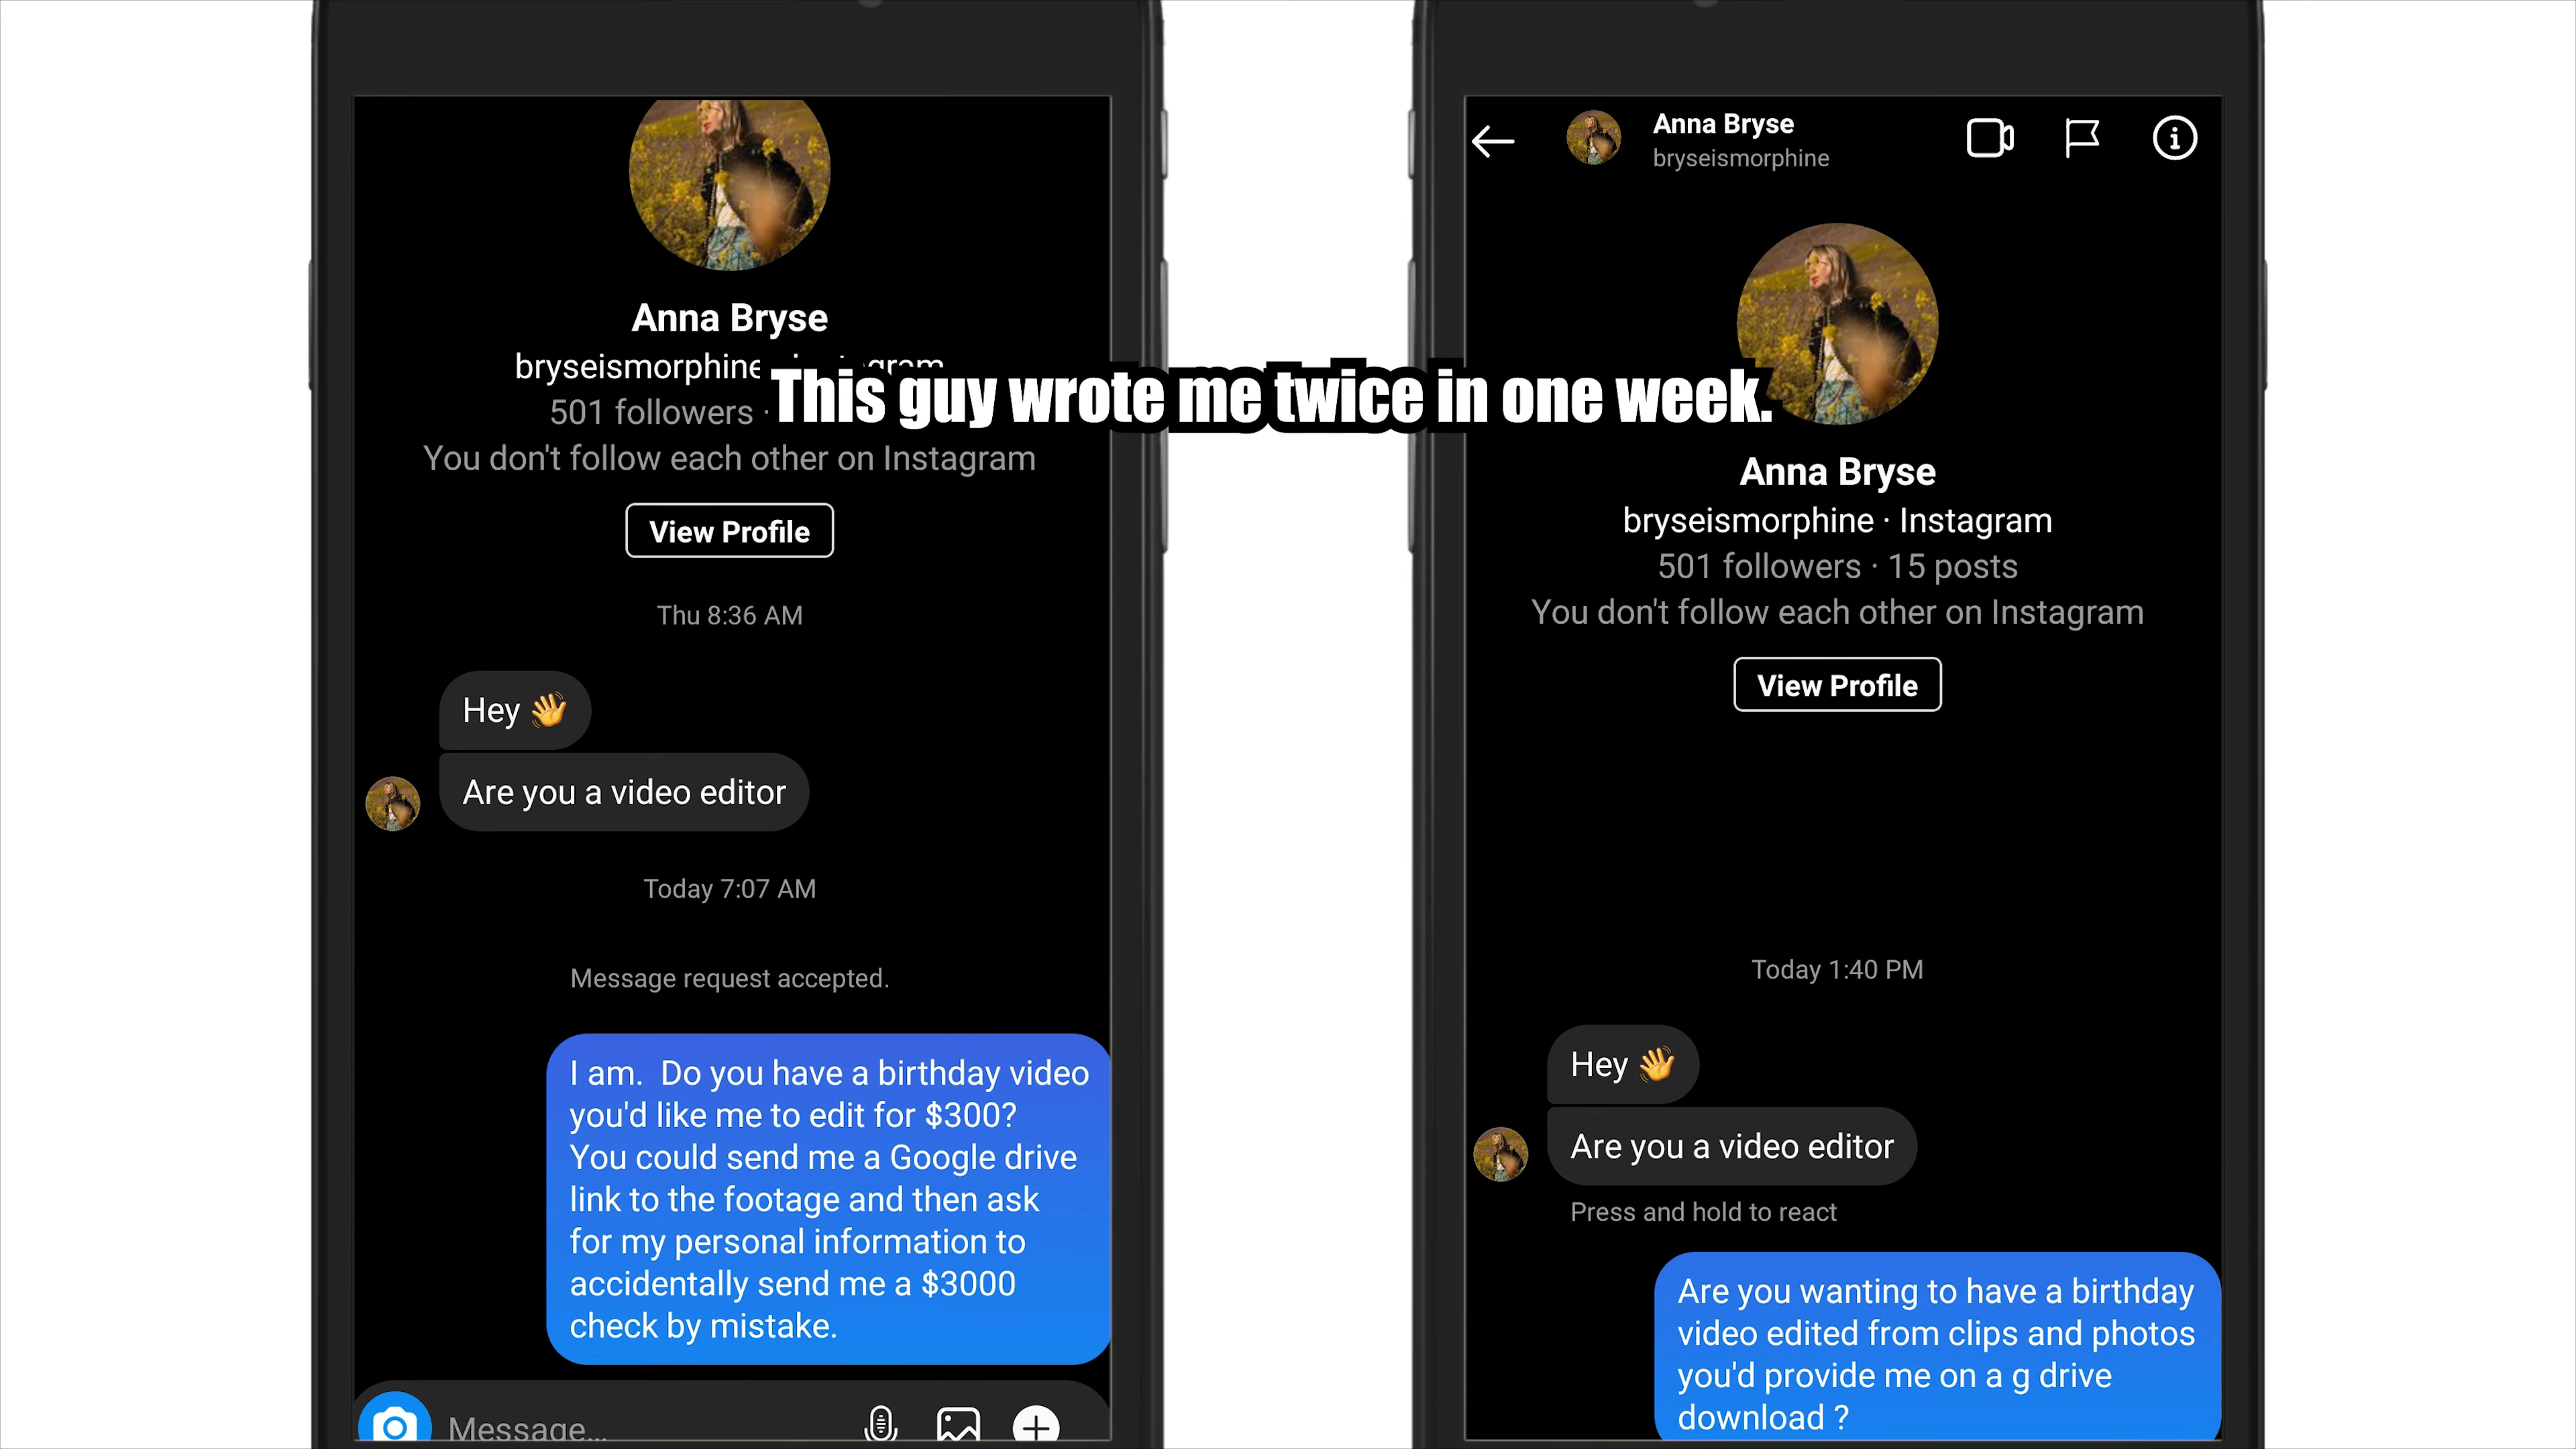 Anna Bryse
bryseismorphine
501 followers ·
You don't follow each other on Instagram
View Profile
Thu 8:36 AM
Hey 👋
Are you a video editor
Today 7:07 AM
Message request accepted.
I am. Do you have a birthday video
you'd like me to edit for $300?
You could send me a Google drive
link to the footage and then ask
for my personal information to
accidentally send me a $3000
check by mistake.
Message...
This guy wrote me twice in one week.
Anna Bryse
bryseismorphine
Anna Bryse
bryseismorphine · Instagram
501 followers · 15 posts
You don't follow each other on Instagram
View Profile
Today 1:40 PM
Hey 👋
Are you a video editor
Press and hold to react
Are you wanting to have a birthday
video edited from clips and photos
you'd provide me on a g drive
download ?